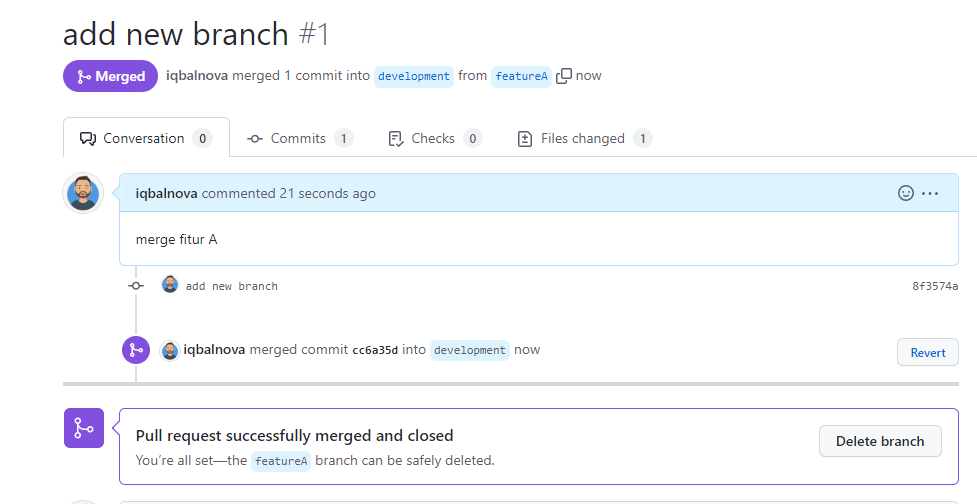 add new branch #1
Merged iqbalnova merged 1 commit into development from featureA now
Conversation 0 Commits 1 Checks 0 Files changed 1
iqbalnova commented 21 seconds ago
merge fitur A
add new branch 8f3574a
iqbalnova merged commit cc6a35d into development now Revert
Pull request successfully merged and closed
You're all set—the featureA branch can be safely deleted.
Delete branch